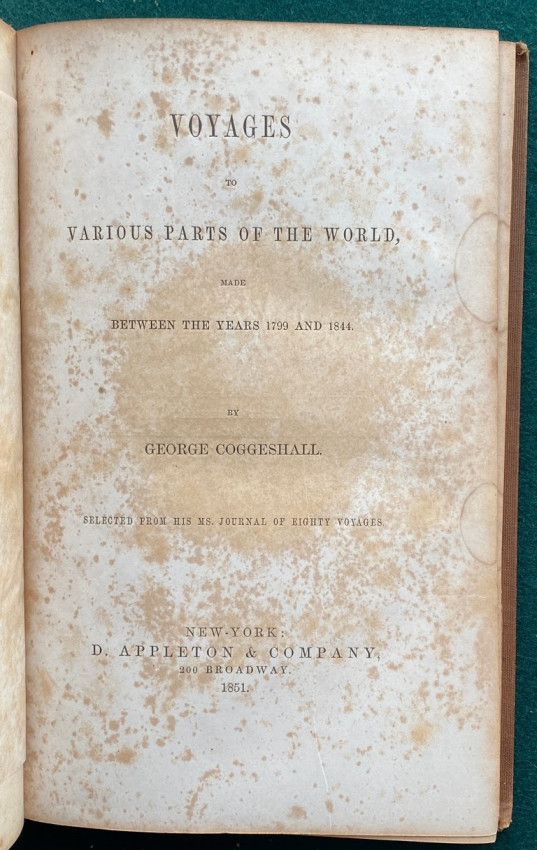 VOYAGES
TO
VARIOUS PARTS OF THE WORLD,
MADE
BETWEEN THE YEARS 1799 AND 1844.
BY
GEORGE COGGESHALL.
SELECTED FROM HIS MS. JOURNAL OF EIGHTY VOYAGES.
NEW-YORK:
D. APPLETON & COMPANY,
200 BROADWAY.
1851.